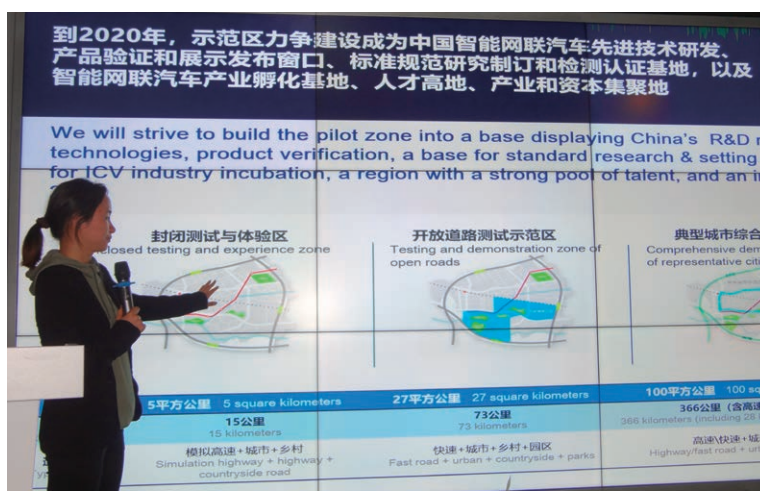 到2020年，示范区力争建设成为中国智能网联汽车先进技术研发、
产品验证和展示发布窗口、标准规范研究制订和检测认证基地，以及
智能网联汽车产业孵化基地、人才高地、产业和资本集聚地
We will strive to build the pilot zone into a base displaying China's R&D
technologies, product verification, a base for standard research & setting
for ICV industry incubation, a region with a strong pool of talent, and an
封闭测试与体验区
closed testing and experience zone
开放道路测试示范区
Testing and demonstration zone of
open roads
典型城市综合
Comprehensive
of representative
5平方公里 5 square kilometers
27平方公里 27 square kilometers
100平方公里 100
15公里
15 kilometers
73公里
73 kilometers
366公里（含高速
366 kilometers (including 28
模拟高速+城市+乡村
Simulation highway + highway +
countryside road
快速+城市+乡村+园区
Fast road + urban + countryside + parks
高速\快速+城
Highway/fast road +